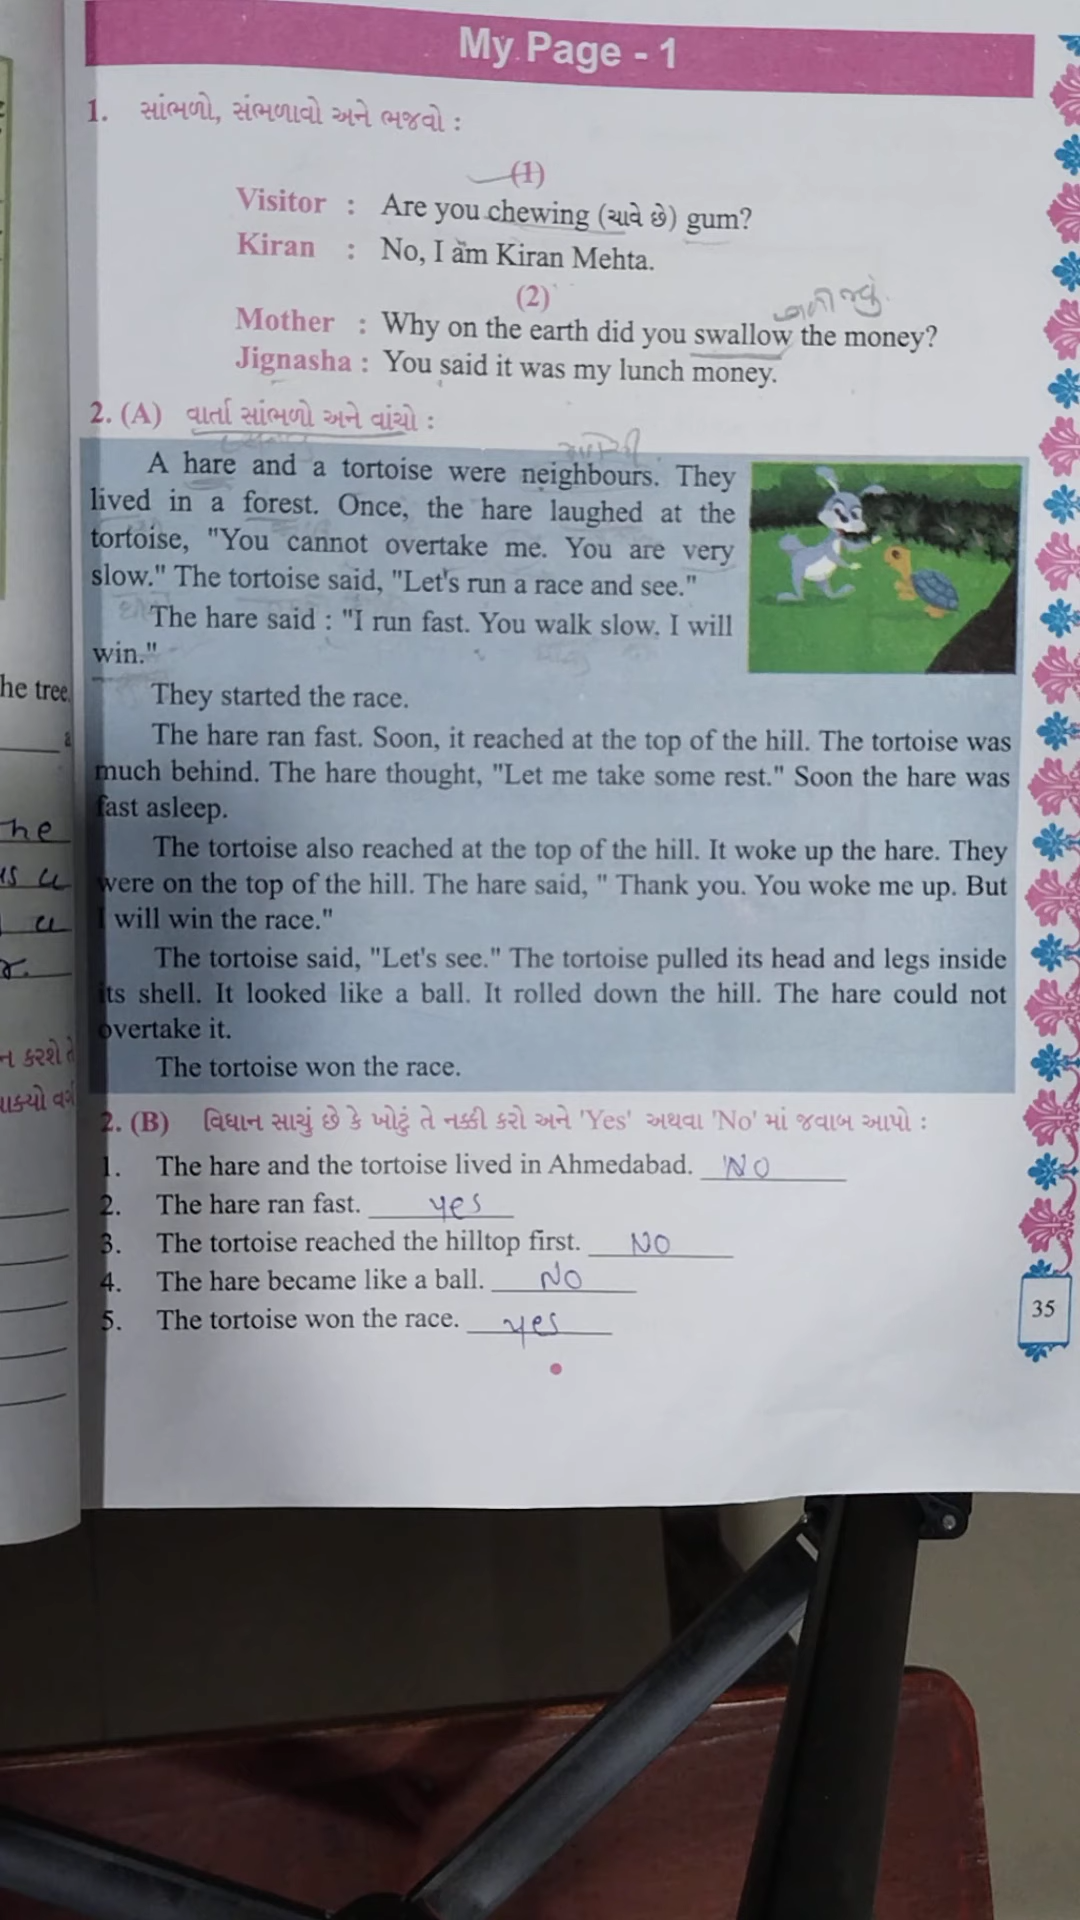 My Page - 1
1. સાંભળો, સંભળાવો અને ભજવો :
(1)
Visitor : Are you chewing (ચાવે છે) gum?
Kiran : No, I am Kiran Mehta.
(2)
Mother : Why on the earth did you swallow the money?
Jignasha : You said it was my lunch money.
2. (A) વાર્તા સાંભળો અને વાંચો :
A hare and a tortoise were neighbours. They
lived in a forest. Once, the hare laughed at the
tortoise, "You cannot overtake me. You are very
slow." The tortoise said, "Let's run a race and see."
The hare said : "I run fast. You walk slow. I will
win."
They started the race.
The hare ran fast. Soon, it reached at the top of the hill. The tortoise was
much behind. The hare thought, "Let me take some rest." Soon the hare was
fast asleep.
The tortoise also reached at the top of the hill. It woke up the hare. They
were on the top of the hill. The hare said, " Thank you. You woke me up. But
I will win the race."
The tortoise said, "Let's see." The tortoise pulled its head and legs inside
its shell. It looked like a ball. It rolled down the hill. The hare could not
overtake it.
The tortoise won the race.
2. (B) વિધાન સાચું છે કે ખોટું તે નક્કી કરો અને 'Yes' અથવા 'No' માં જવાબ આપો :
1. The hare and the tortoise lived in Ahmedabad. NO
2. The hare ran fast. yes
3. The tortoise reached the hilltop first. NO
4. The hare became like a ball. NO
5. The tortoise won the race. yes
35
he tree.